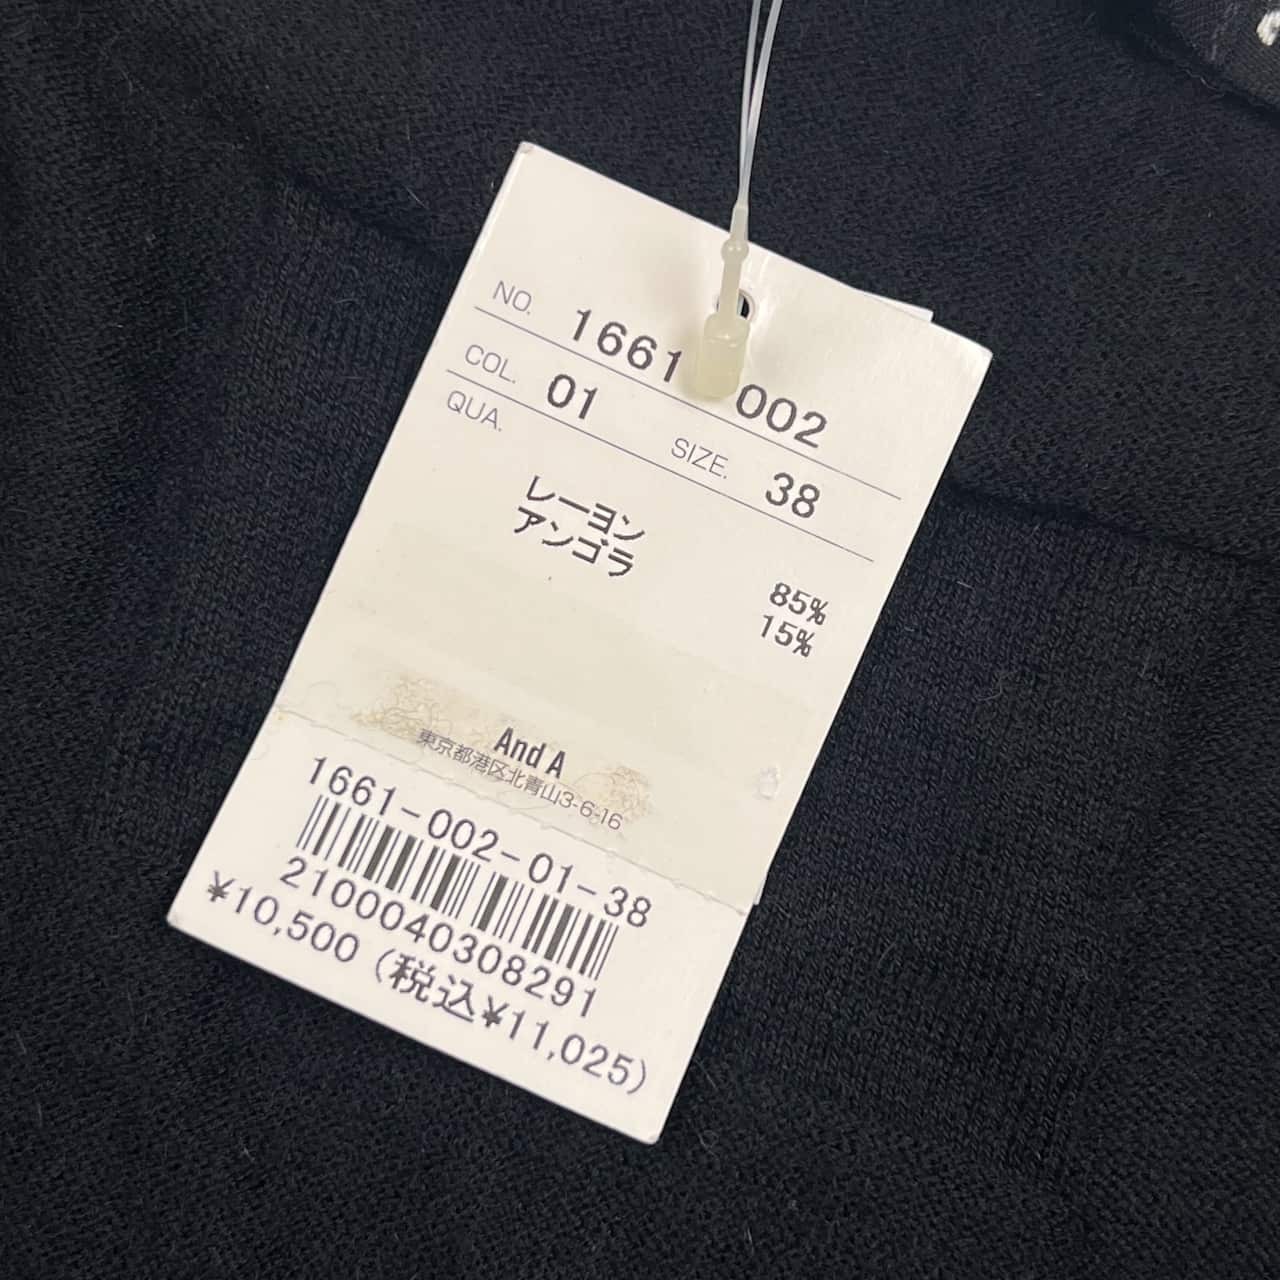 NO. 1661 002
COL. 01 SIZE. 38
QUA.
レーヨン 85%
アンゴラ 15%
And A
東京都港区北青山3-6-16
1661-002-01-38
2100040308291
¥10,500 (税込¥11,025)